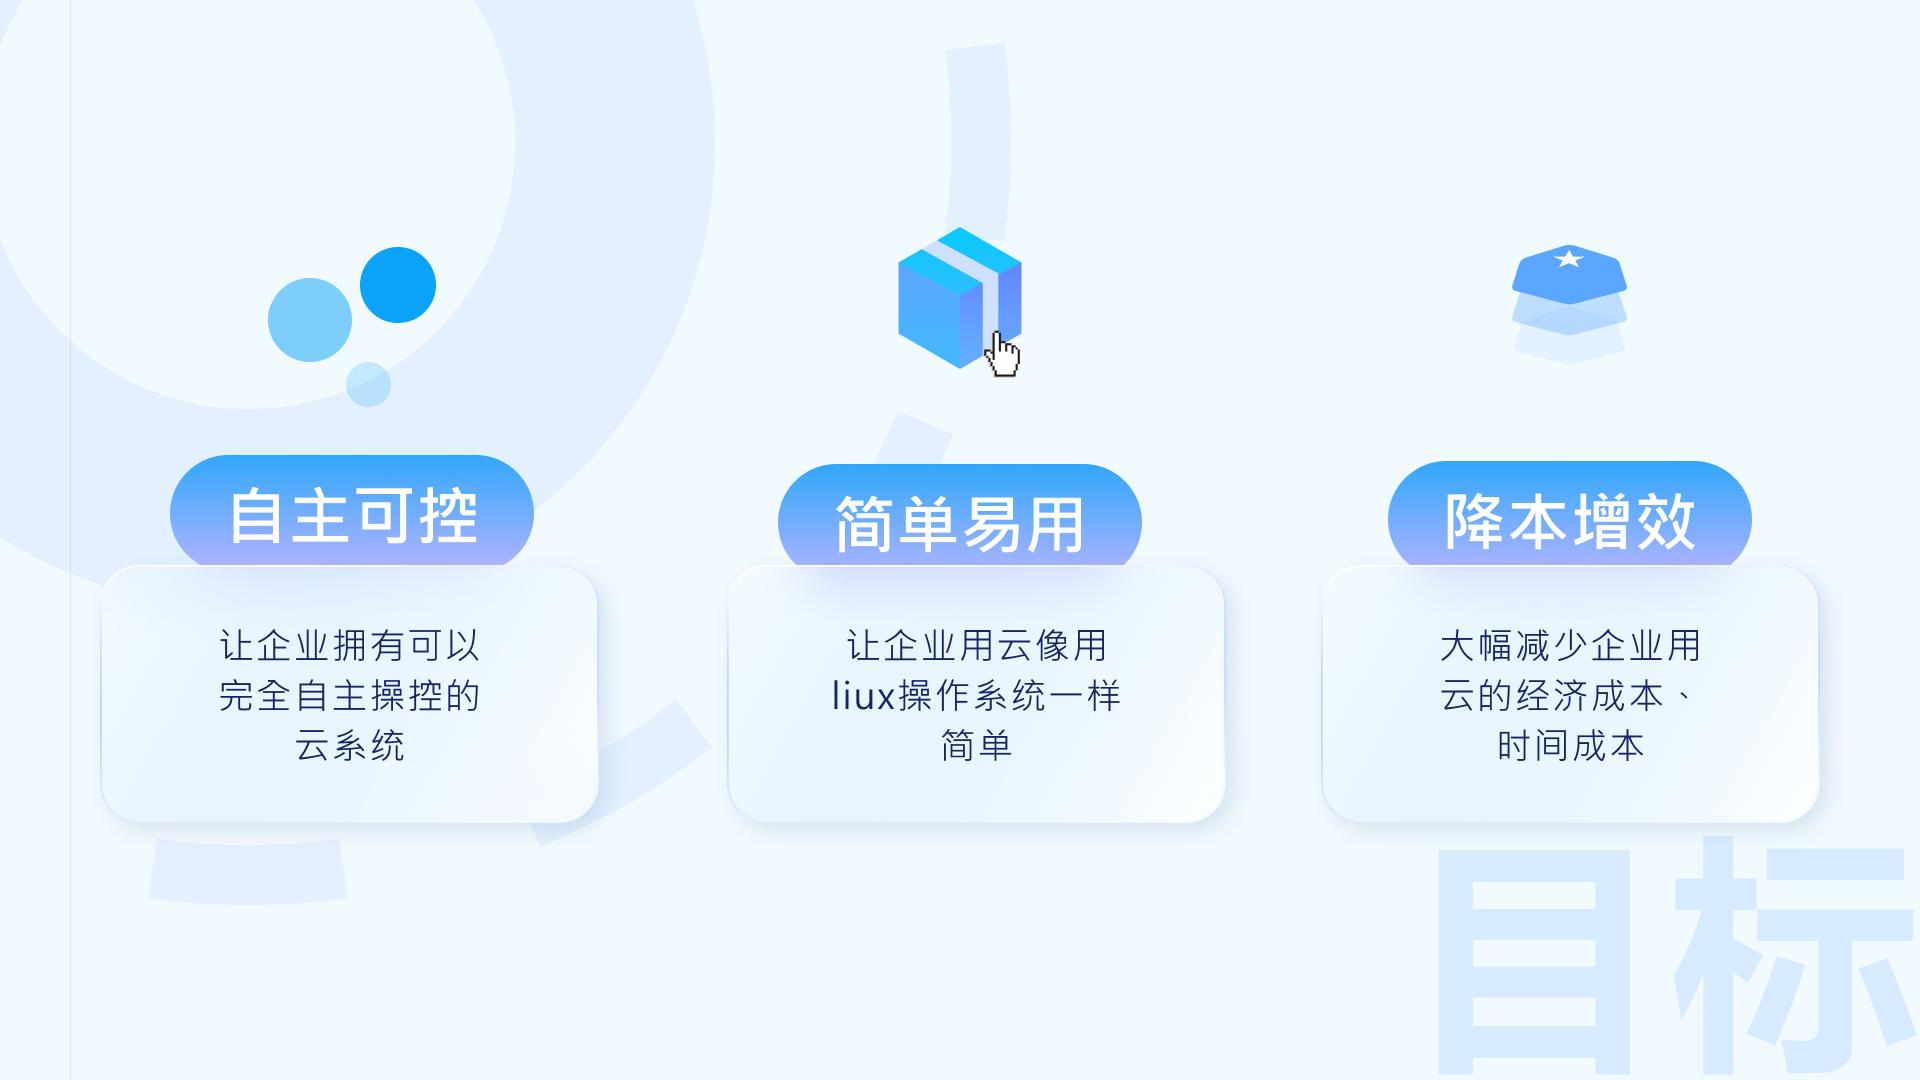 自主可控
让企业拥有可以
完全自主操控的
云系统
简单易用
让企业用云像用
liux操作系统一样
简单
降本增效
大幅减少企业用
云的经济成本、
时间成本
目标